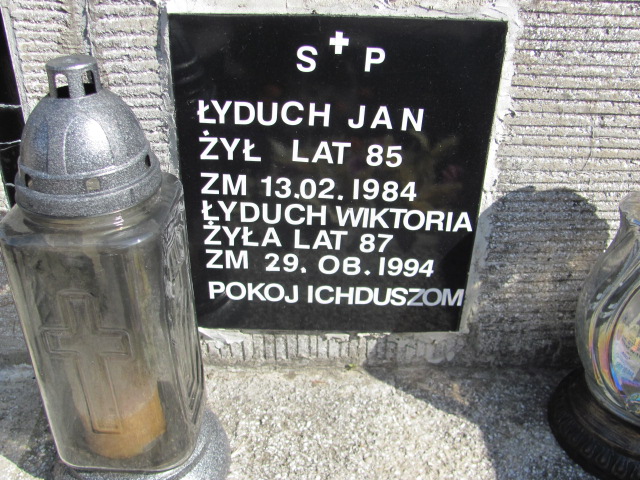 S P
ŁYDUCH JAN
ŻYŁ LAT 85
ZM 13.02.1984
ŁYDUCH WIKTORIA
ŻYŁA LAT 87
ZM 29.08.1994
POKOJ ICHDUSZOM